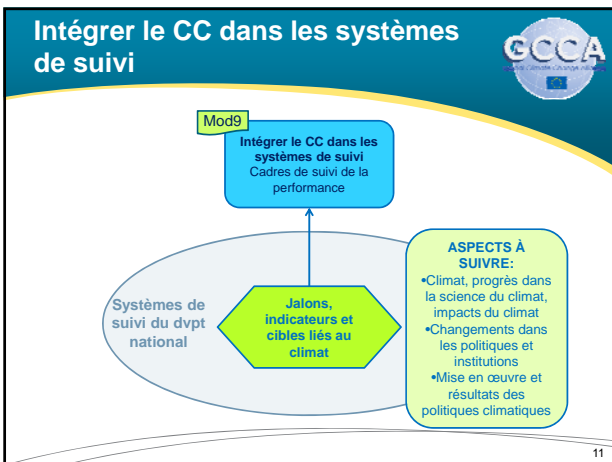 Intégrer le CC dans les systèmes
de suivi
GCCA
Mod9
Intégrer le CC dans les
systèmes de suivi
Cadres de suivi de la
performance
Systèmes de
suivi du dvpt
national
Jalons,
indicateurs et
cibles liés au
climat
ASPECTS À
SUIVRE:
•Climat, progrès dans
la science du climat,
impacts du climat
•Changements dans
les politiques et
institutions
•Mise en œuvre et
résultats des
politiques climatiques
11